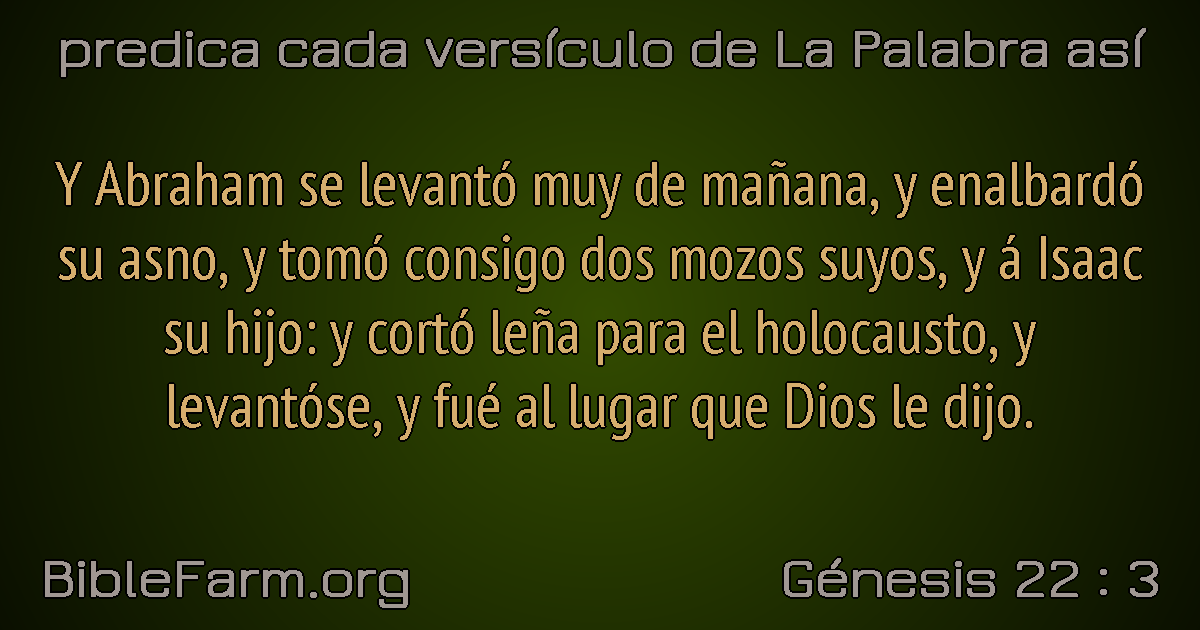 predica cada versículo de La Palabra así
Y Abraham se levantó muy de mañana, y enalbardó
su asno, y tomó consigo dos mozos suyos, y á Isaac
su hijo: y cortó leña para el holocausto, y
levantóse, y fué al lugar que Dios le dijo.
BibleFarm.org
Génesis 22 : 3